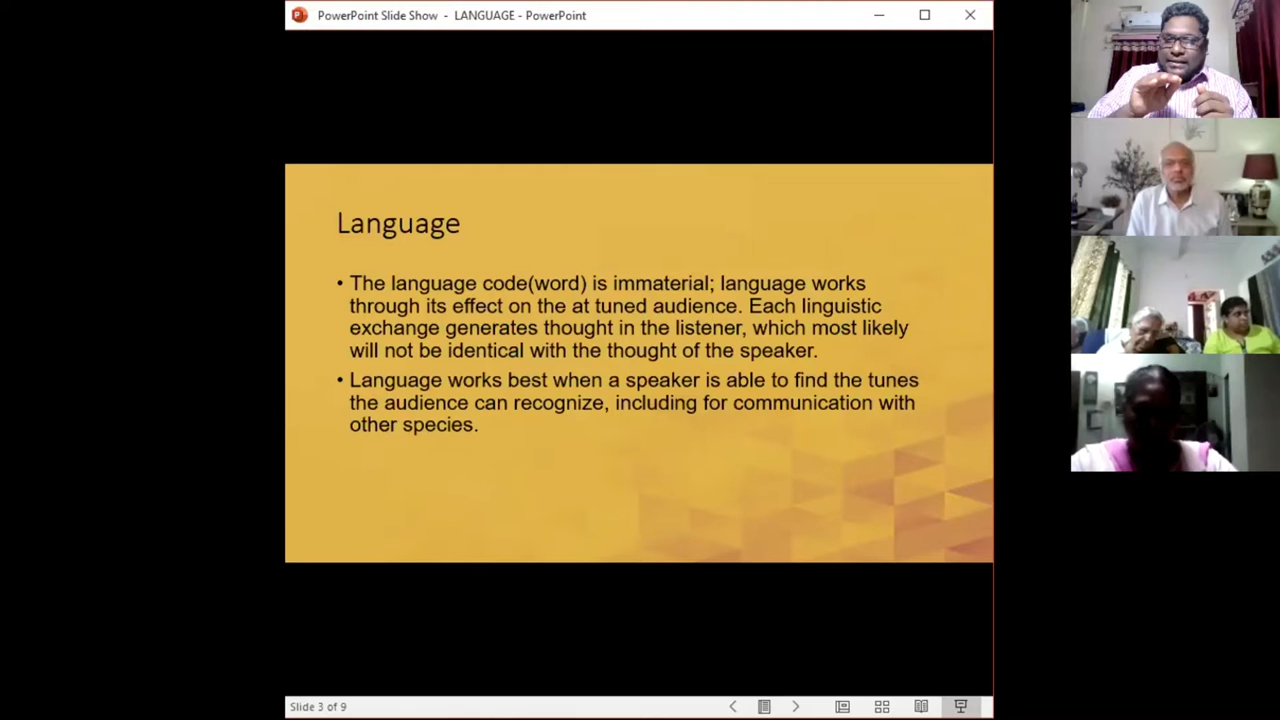 PowerPoint Slide Show - LANGUAGE - PowerPoint
Language
• The language code(word) is immaterial; language works
through its effect on the at tuned audience. Each linguistic
exchange generates thought in the listener, which most likely
will not be identical with the thought of the speaker.
• Language works best when a speaker is able to find the tunes
the audience can recognize, including for communication with
other species.
Slide 3 of 9